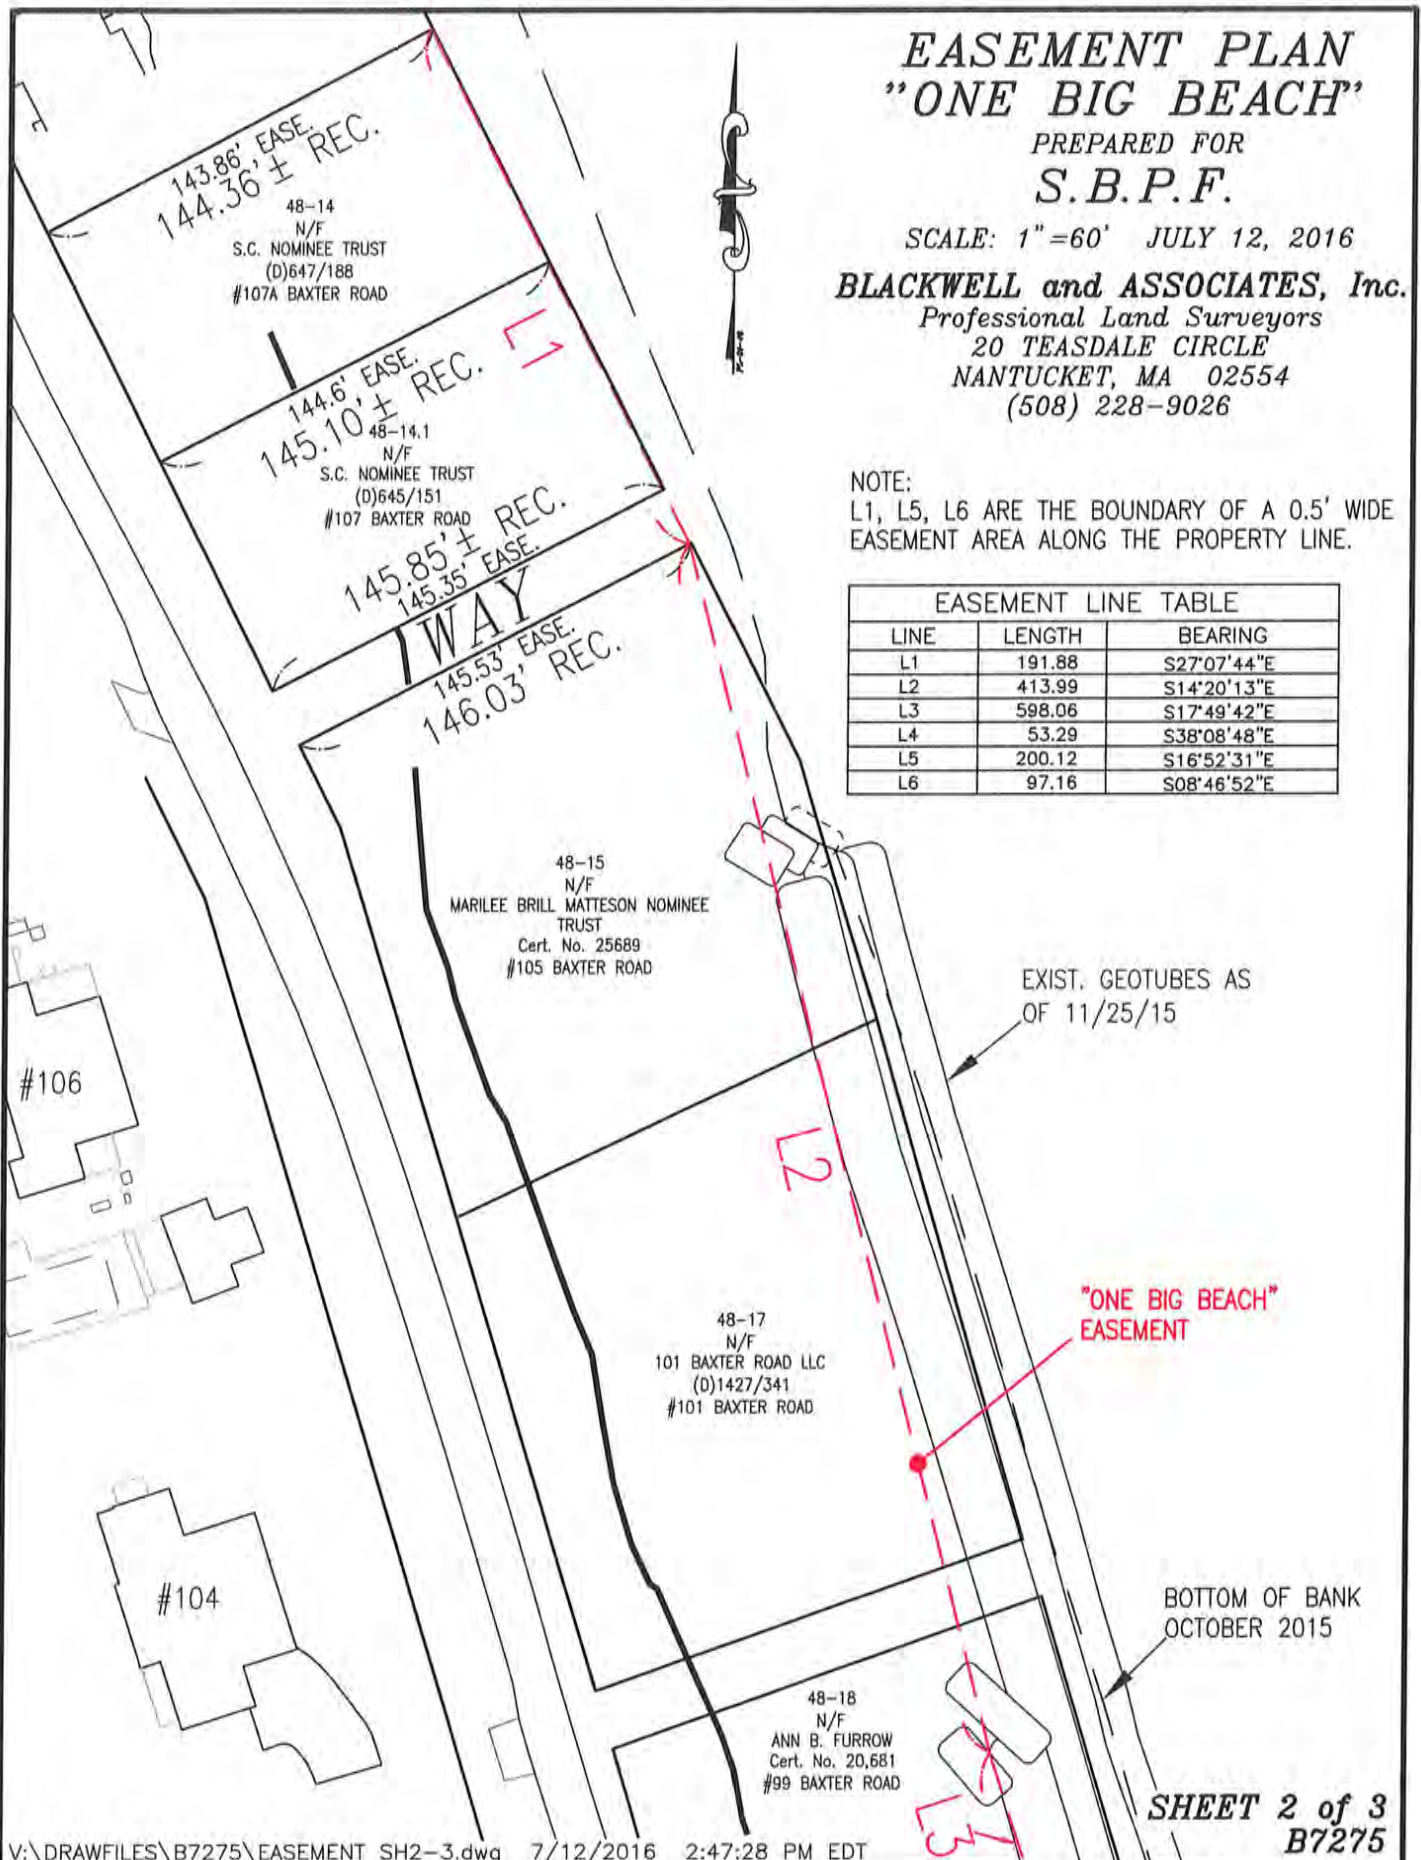 EASEMENT PLAN
"ONE BIG BEACH"
PREPARED FOR
S.B.P.F.
SCALE: 1"=60' JULY 12, 2016
BLACKWELL and ASSOCIATES, Inc.
Professional Land Surveyors
20 TEASDALE CIRCLE
NANTUCKET, MA 02554
(508) 228-9026
NOTE:
L1, L5, L6 ARE THE BOUNDARY OF A 0.5' WIDE
EASEMENT AREA ALONG THE PROPERTY LINE.
EASEMENT LINE TABLE
LINE LENGTH BEARING
L1 191.88 S27°07'44"E
L2 413.99 S14°20'13"E
L3 598.06 S17°49'42"E
L4 53.29 S38°08'48"E
L5 200.12 S16°52'31"E
L6 97.16 S08°46'52"E
143.86' EASE.
144.36'± REC.
48-14
N/F
S.C. NOMINEE TRUST
(D)647/188
#107A BAXTER ROAD
L1
144.6' EASE.
145.10'± REC.
48-14.1
N/F
S.C. NOMINEE TRUST
(D)645/151
#107 BAXTER ROAD
145.85'± REC.
145.35' EASE.
WAY
145.53' EASE.
146.03' REC.
48-15
N/F
MARILEE BRILL MATTESON NOMINEE
TRUST
Cert. No. 25689
#105 BAXTER ROAD
EXIST. GEOTUBES AS
OF 11/25/15
#106
L2
"ONE BIG BEACH"
EASEMENT
48-17
N/F
101 BAXTER ROAD LLC
(D)1427/341
#101 BAXTER ROAD
#104
BOTTOM OF BANK
OCTOBER 2015
48-18
N/F
ANN B. FURROW
Cert. No. 20,681
#99 BAXTER ROAD
L3
SHEET 2 of 3
B7275
V:\DRAWFILES\B7275\EASEMENT SH2-3.dwg 7/12/2016 2:47:28 PM EDT